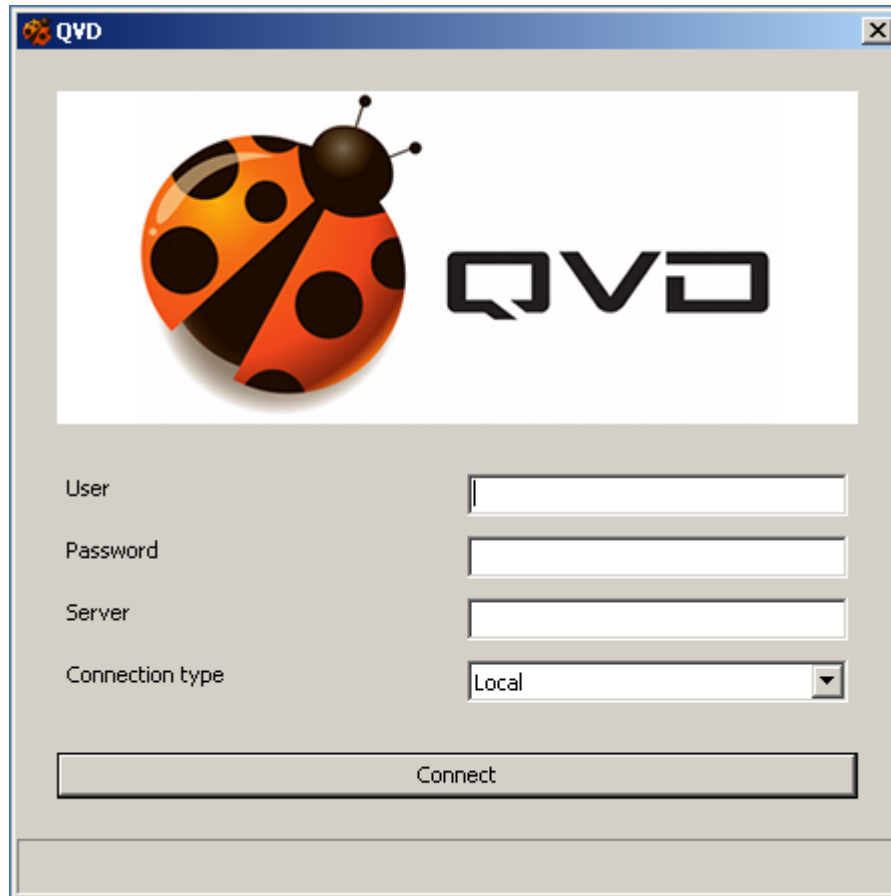 QVD
QVD
User
Password
Server
Connection type
Local
Connect